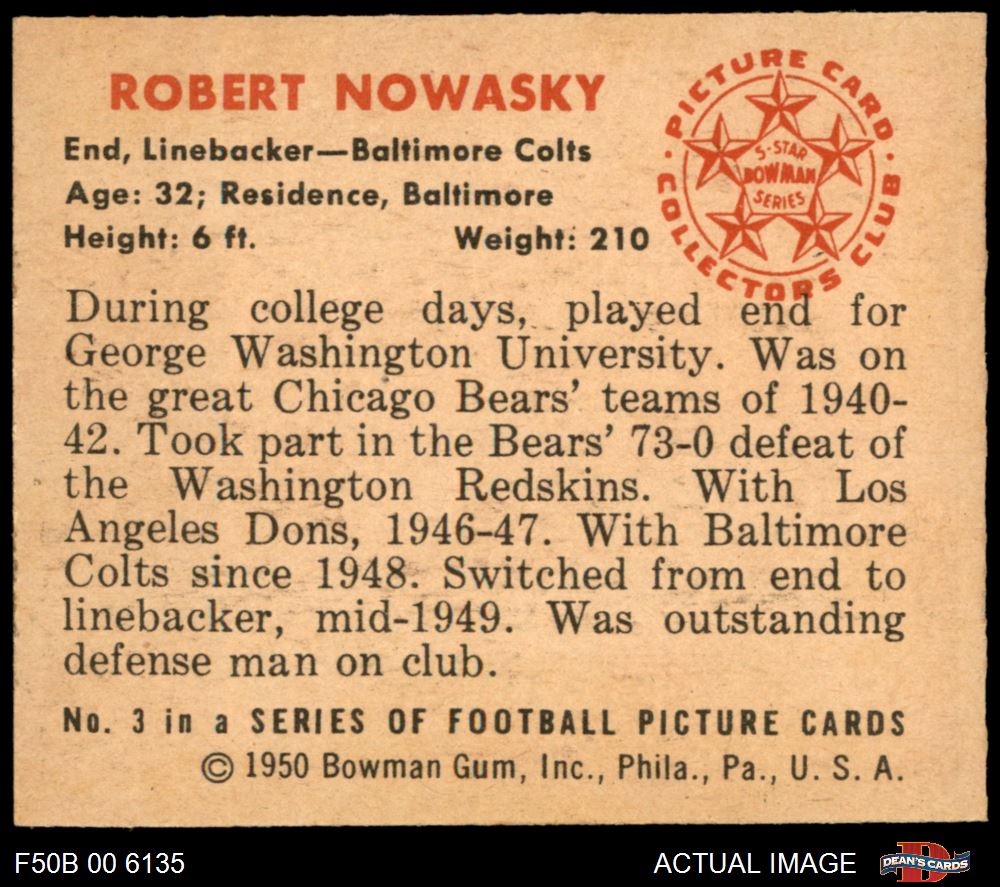 ROBERT NOWASKY
End, Linebacker—Baltimore Colts
Age: 32; Residence, Baltimore
Height: 6 ft. Weight: 210
PICTURE CARD
COLLECTORS CLUB
5-STAR
BOWMAN
SERIES
During college days, played end for
George Washington University. Was on
the great Chicago Bears' teams of 1940-
42. Took part in the Bears' 73-0 defeat of
the Washington Redskins. With Los
Angeles Dons, 1946-47. With Baltimore
Colts since 1948. Switched from end to
linebacker, mid-1949. Was outstanding
defense man on club.
No. 3 in a SERIES OF FOOTBALL PICTURE CARDS
© 1950 Bowman Gum, Inc., Phila., Pa., U. S. A.
F50B 00 6135
ACTUAL IMAGE
D
DEAN'S CARDS